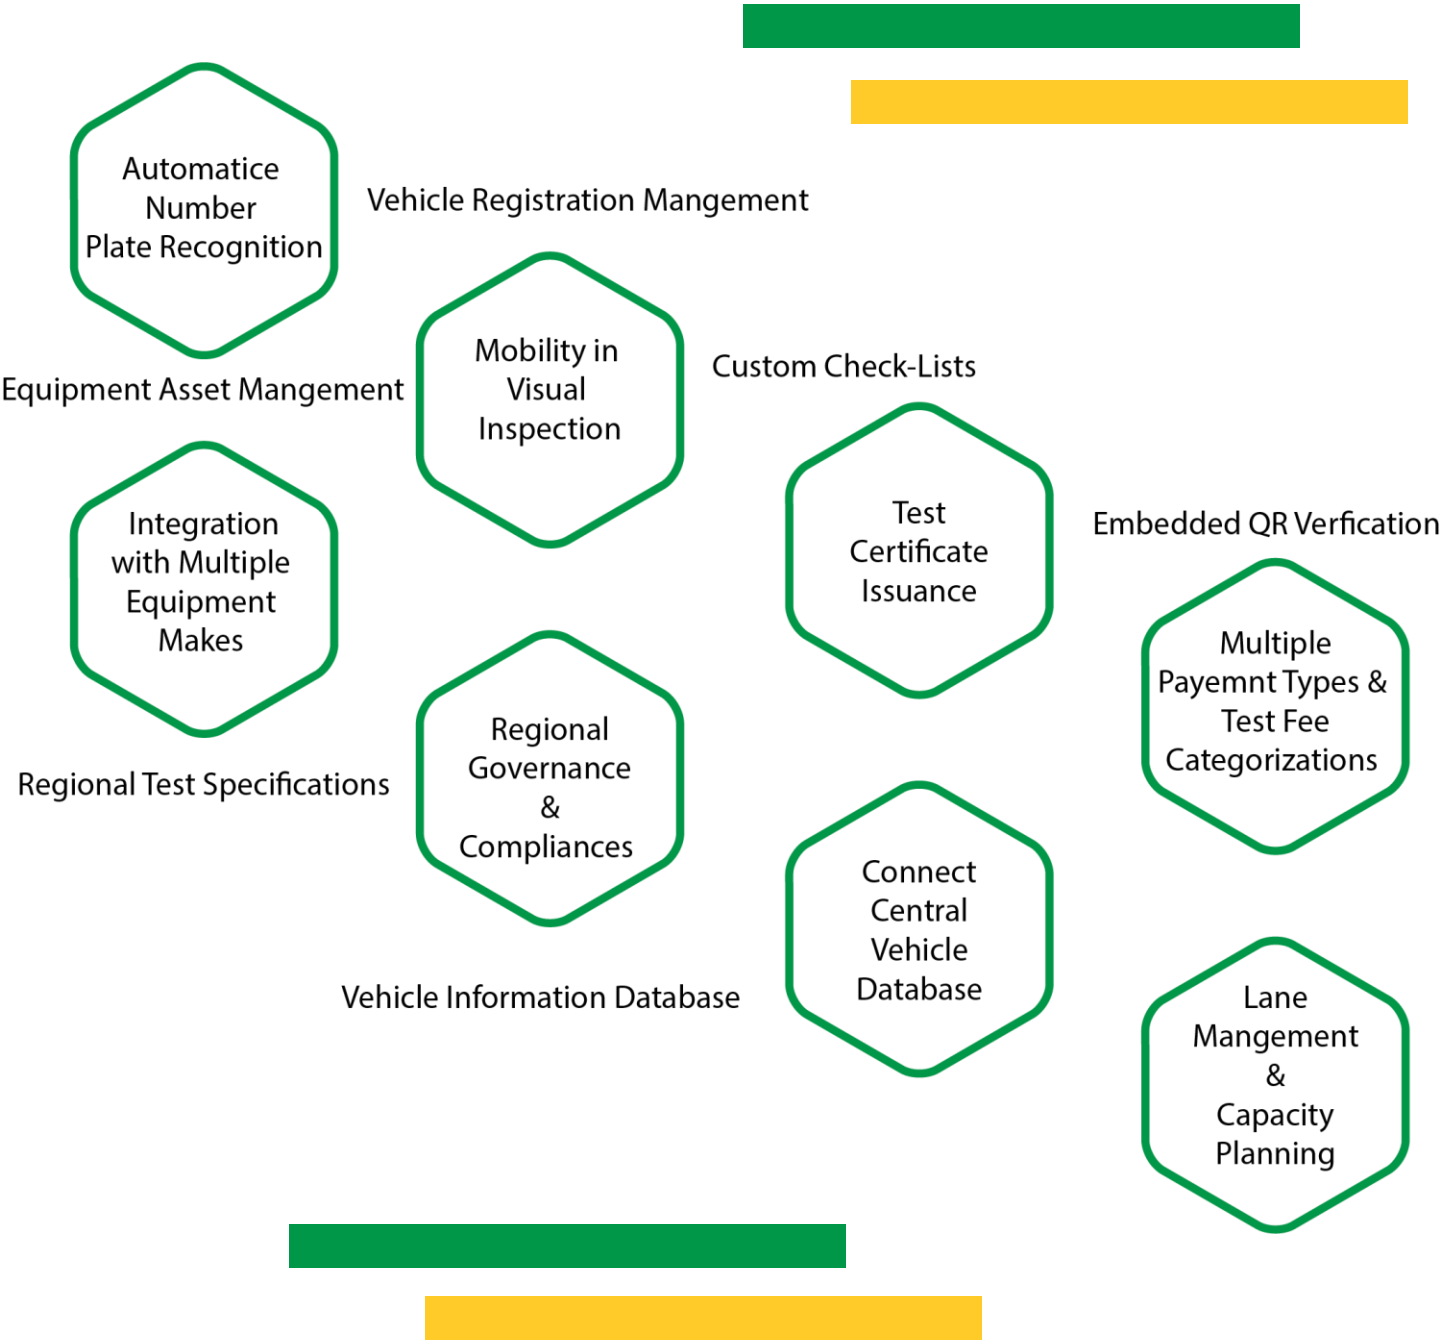 Automatice
Number
Plate Recognition
Vehicle Registration Mangement
Mobility in
Visual
Inspection
Custom Check-Lists
Equipment Asset Mangement
Integration
with Multiple
Equipment
Makes
Test
Certificate
Issuance
Embedded QR Verfication
Multiple
Payemnt Types &
Test Fee
Categorizations
Regional
Governance
&
Compliances
Regional Test Specifications
Connect
Central
Vehicle
Database
Vehicle Information Database
Lane
Mangement
&
Capacity
Planning